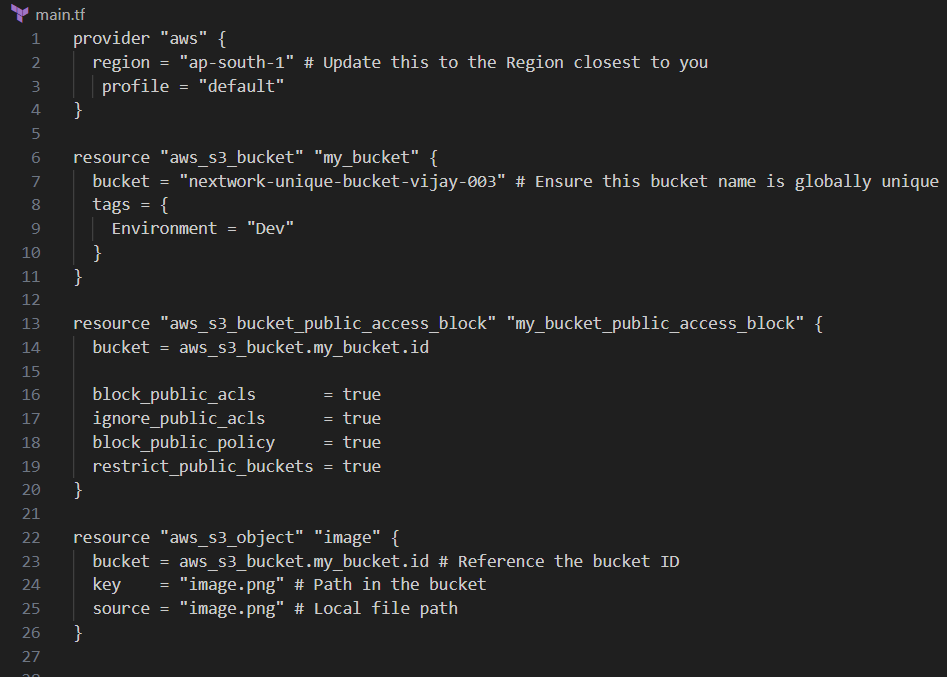 main.tf
1 provider "aws" {
2   region = "ap-south-1" # Update this to the Region closest to you
3    profile = "default"
4 }
5
6 resource "aws_s3_bucket" "my_bucket" {
7   bucket = "nextwork-unique-bucket-vijay-003" # Ensure this bucket name is globally unique
8   tags = {
9     Environment = "Dev"
10   }
11 }
12
13 resource "aws_s3_bucket_public_access_block" "my_bucket_public_access_block" {
14   bucket = aws_s3_bucket.my_bucket.id
15
16   block_public_acls       = true
17   ignore_public_acls      = true
18   block_public_policy     = true
19   restrict_public_buckets = true
20 }
21
22 resource "aws_s3_object" "image" {
23   bucket = aws_s3_bucket.my_bucket.id # Reference the bucket ID
24   key    = "image.png" # Path in the bucket
25   source = "image.png" # Local file path
26 }
27